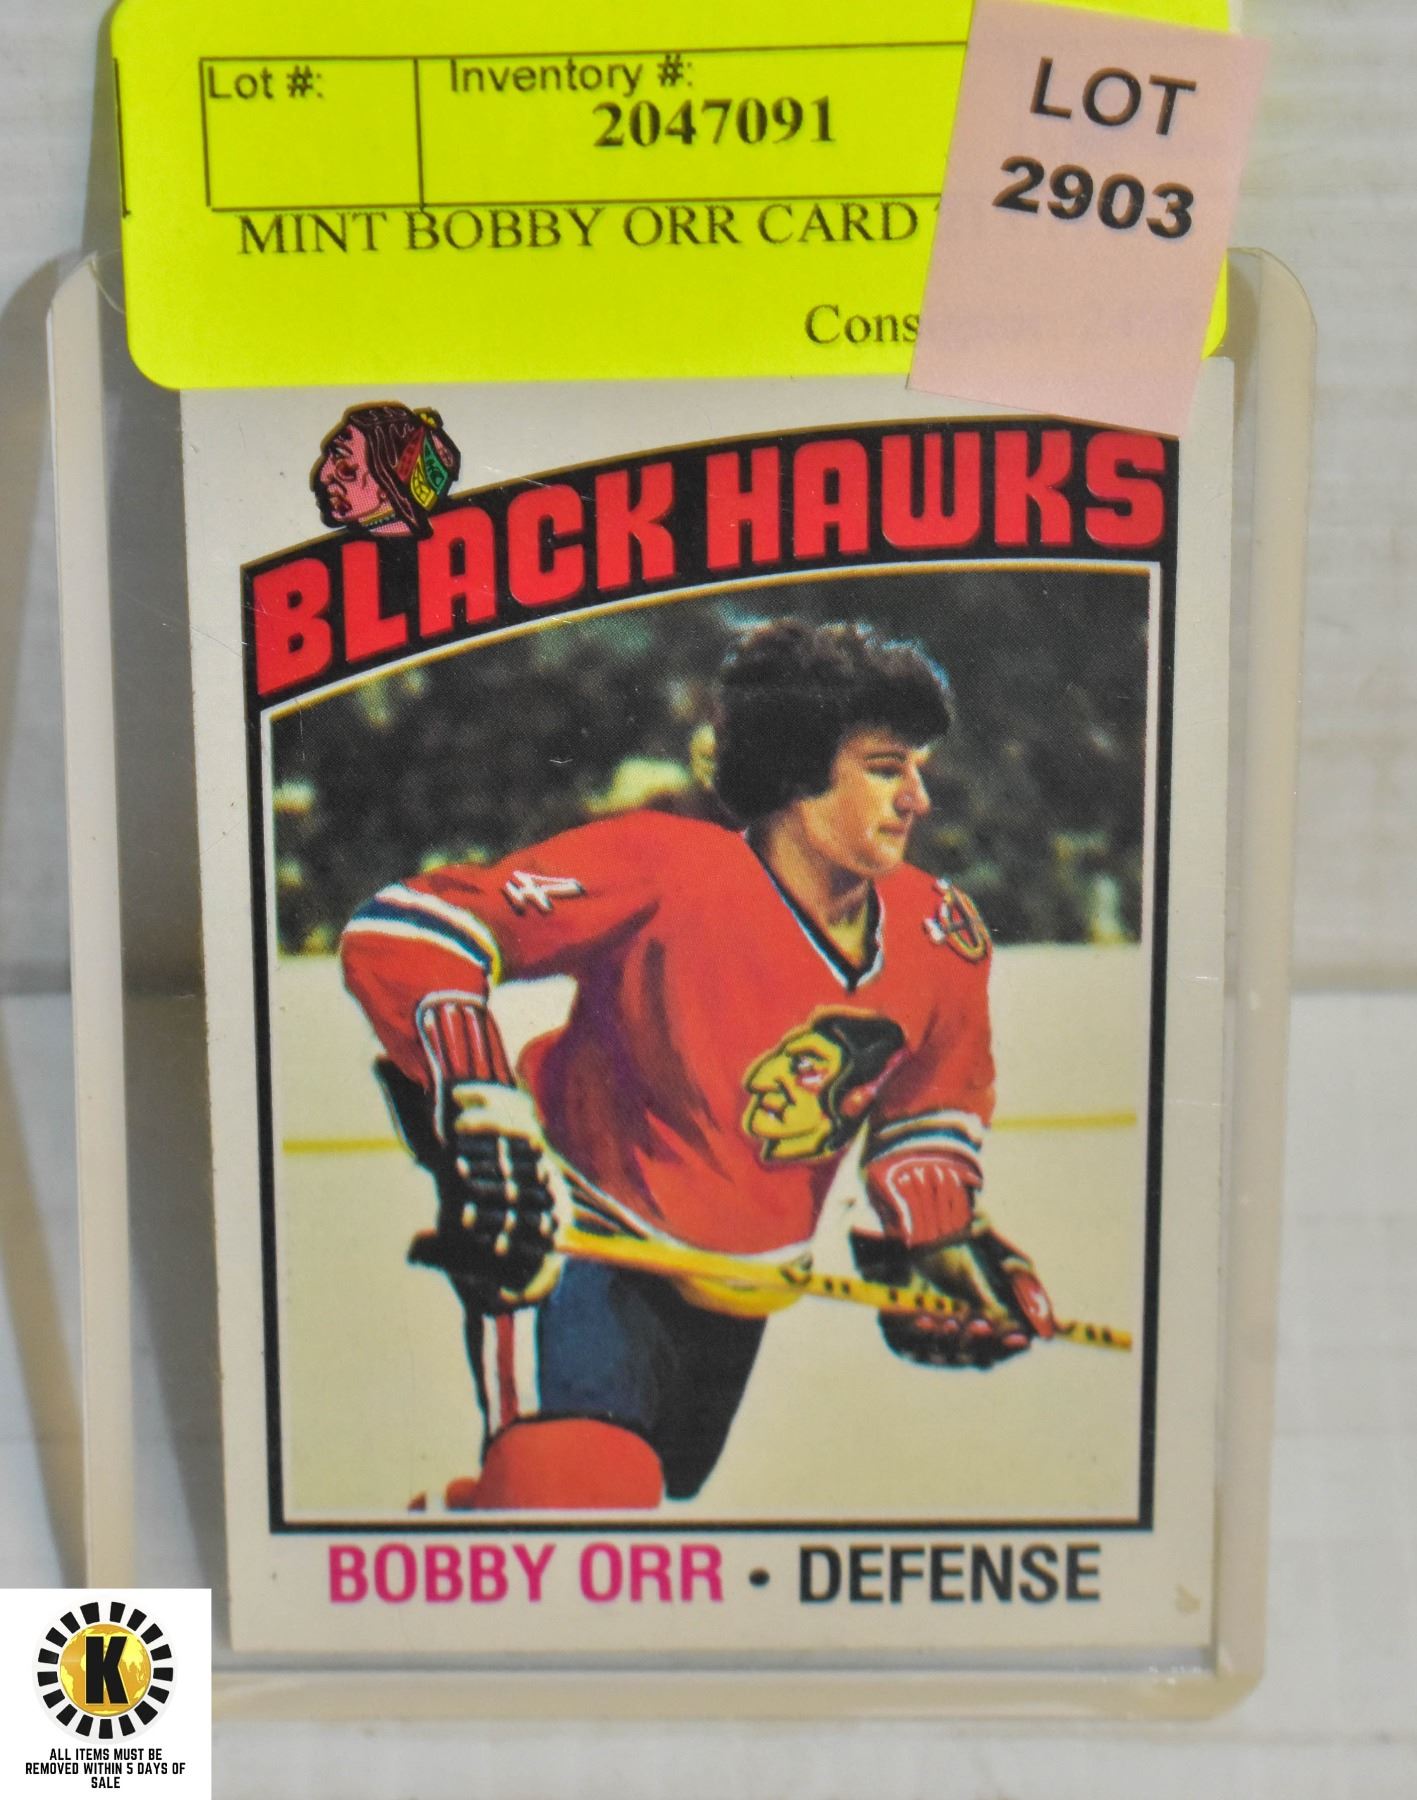 Lot #:
Inventory #:
2047091
LOT
2903
MINT BOBBY ORR CARD
BLACK HAWKS
4
BOBBY ORR • DEFENSE
K
ALL ITEMS MUST BE
REMOVED WITHIN 5 DAYS OF
SALE